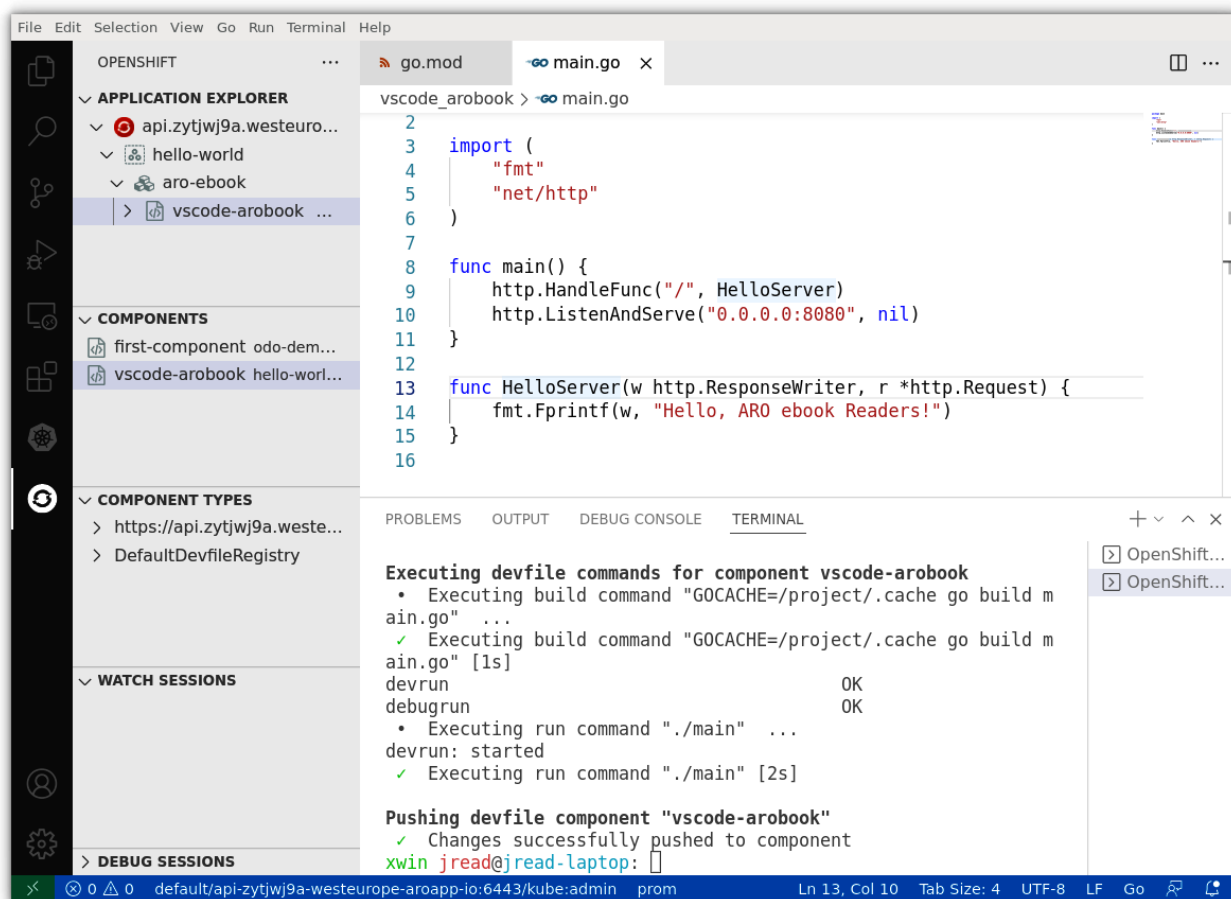 File Edit Selection View Go Run Terminal Help
OPENSHIFT ...
APPLICATION EXPLORER
api.zytjwj9a.westeuro...
hello-world
aro-ebook
vscode-arobook ...
COMPONENTS
first-component odo-dem...
vscode-arobook hello-worl...
COMPONENT TYPES
https://api.zytjwj9a.weste...
DefaultDevfileRegistry
WATCH SESSIONS
DEBUG SESSIONS
go.mod GO main.go
vscode_arobook > GO main.go
2
3 import (
4 "fmt"
5 "net/http"
6 )
7
8 func main() {
9 http.HandleFunc("/", HelloServer)
10 http.ListenAndServe("0.0.0.0:8080", nil)
11 }
12
13 func HelloServer(w http.ResponseWriter, r *http.Request) {
14 fmt.Fprintf(w, "Hello, ARO ebook Readers!")
15 }
16
PROBLEMS OUTPUT DEBUG CONSOLE TERMINAL
OpenShift...
OpenShift...
Executing devfile commands for component vscode-arobook
• Executing build command "GOCACHE=/project/.cache go build m
ain.go" ...
✓ Executing build command "GOCACHE=/project/.cache go build m
ain.go" [1s]
devrun OK
debugrun OK
• Executing run command "./main" ...
devrun: started
✓ Executing run command "./main" [2s]
Pushing devfile component "vscode-arobook"
✓ Changes successfully pushed to component
xwin jread@jread-laptop:
0 0 default/api-zytjwj9a-westeurope-aroapp-io:6443/kube:admin prom Ln 13, Col 10 Tab Size: 4 UTF-8 LF Go